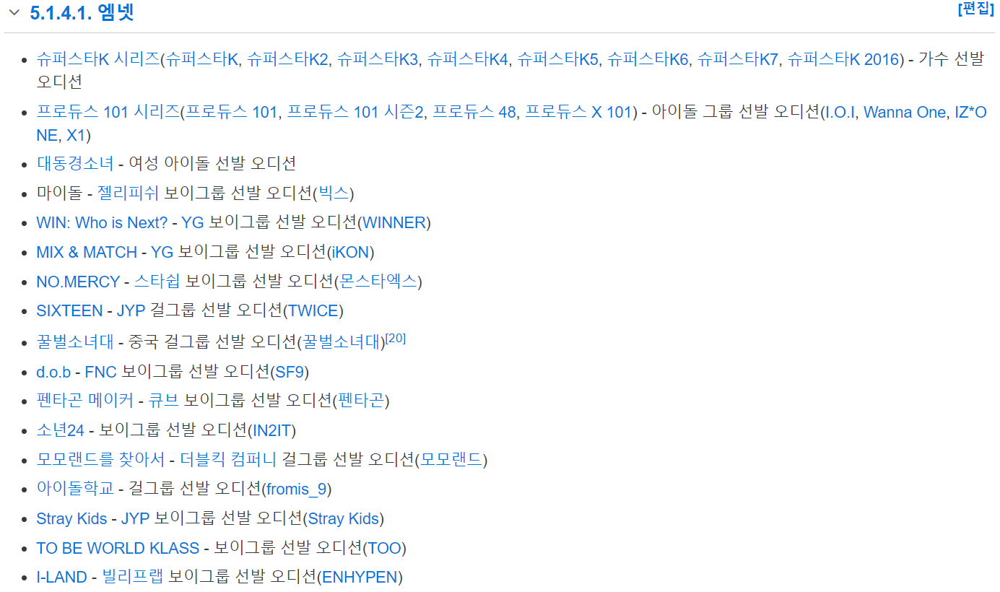 5.1.4.1. 엠넷 [편집]
• 슈퍼스타K 시리즈(슈퍼스타K, 슈퍼스타K2, 슈퍼스타K3, 슈퍼스타K4, 슈퍼스타K5, 슈퍼스타K6, 슈퍼스타K7, 슈퍼스타K 2016) - 가수 선발
오디션
• 프로듀스 101 시리즈(프로듀스 101, 프로듀스 101 시즌2, 프로듀스 48, 프로듀스 X 101) - 아이돌 그룹 선발 오디션(I.O.I, Wanna One, IZ*O
NE, X1)
• 대동경소녀 - 여성 아이돌 선발 오디션
• 마이돌 - 젤리피쉬 보이그룹 선발 오디션(빅스)
• WIN: Who is Next? - YG 보이그룹 선발 오디션(WINNER)
• MIX & MATCH - YG 보이그룹 선발 오디션(iKON)
• NO.MERCY - 스타쉽 보이그룹 선발 오디션(몬스타엑스)
• SIXTEEN - JYP 걸그룹 선발 오디션(TWICE)
• 꿀벌소녀대 - 중국 걸그룹 선발 오디션(꿀벌소녀대)[20]
• d.o.b - FNC 보이그룹 선발 오디션(SF9)
• 펜타곤 메이커 - 큐브 보이그룹 선발 오디션(펜타곤)
• 소년24 - 보이그룹 선발 오디션(IN2IT)
• 모모랜드를 찾아서 - 더블킥 컴퍼니 걸그룹 선발 오디션(모모랜드)
• 아이돌학교 - 걸그룹 선발 오디션(fromis_9)
• Stray Kids - JYP 보이그룹 선발 오디션(Stray Kids)
• TO BE WORLD KLASS - 보이그룹 선발 오디션(TOO)
• I-LAND - 빌리프랩 보이그룹 선발 오디션(ENHYPEN)